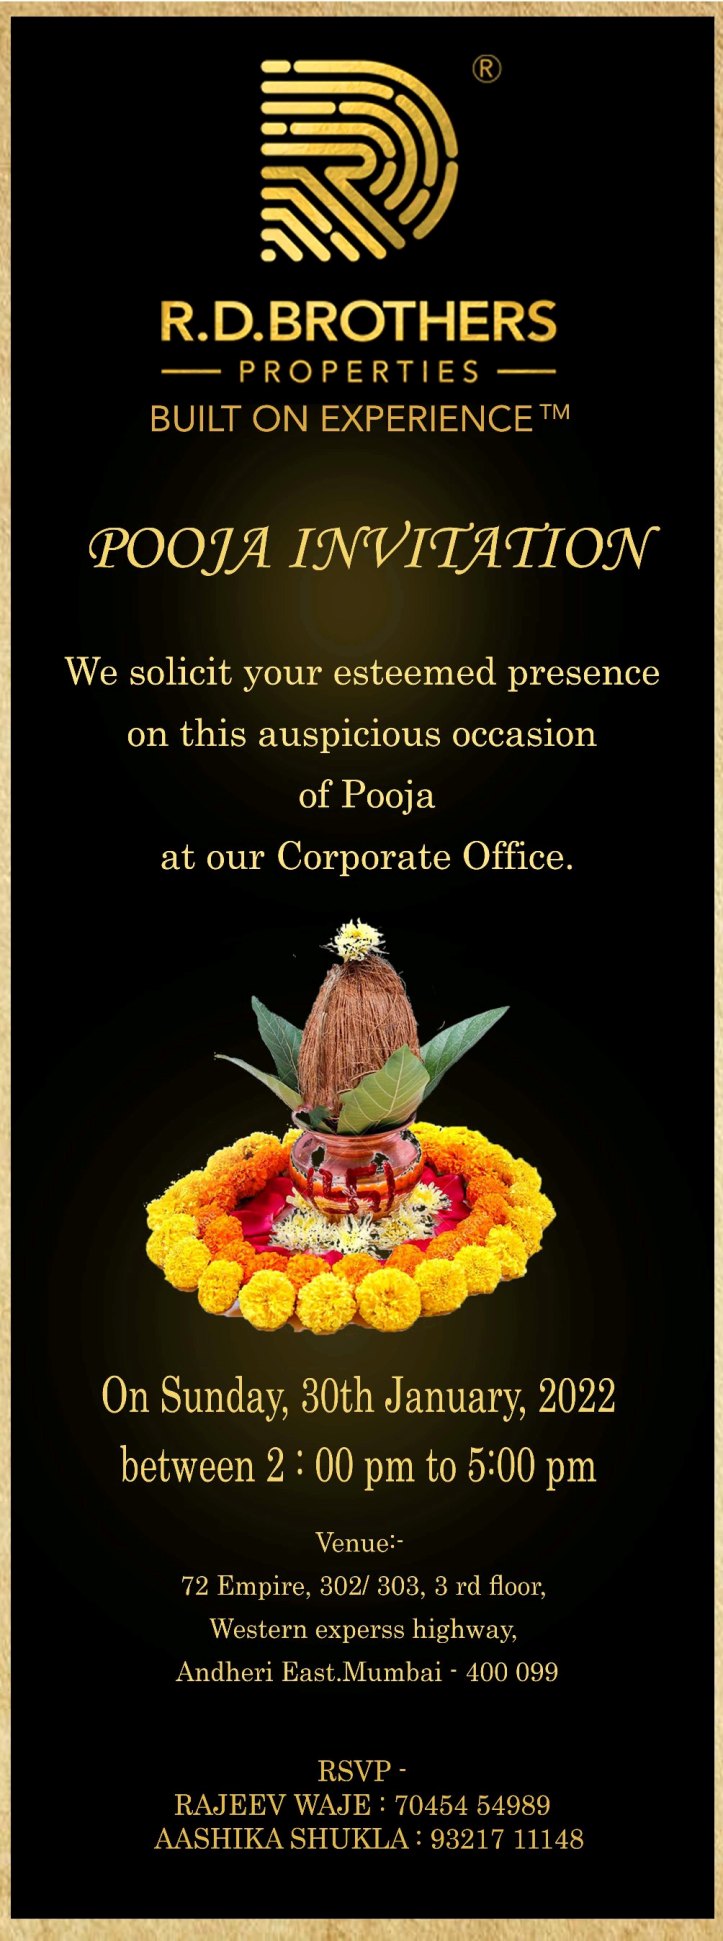 ®
R.D.BROTHERS
PROPERTIES
BUILT ON EXPERIENCE™
POOJA INVITATION
We solicit your esteemed presence
on this auspicious occasion
of Pooja
at our Corporate Office.
On Sunday, 30th January, 2022
between 2 : 00 pm to 5:00 pm
Venue:-
72 Empire, 302/ 303, 3 rd floor,
Western experss highway,
Andheri East.Mumbai - 400 099
RSVP -
RAJEEV WAJE : 70454 54989
AASHIKA SHUKLA : 93217 11148